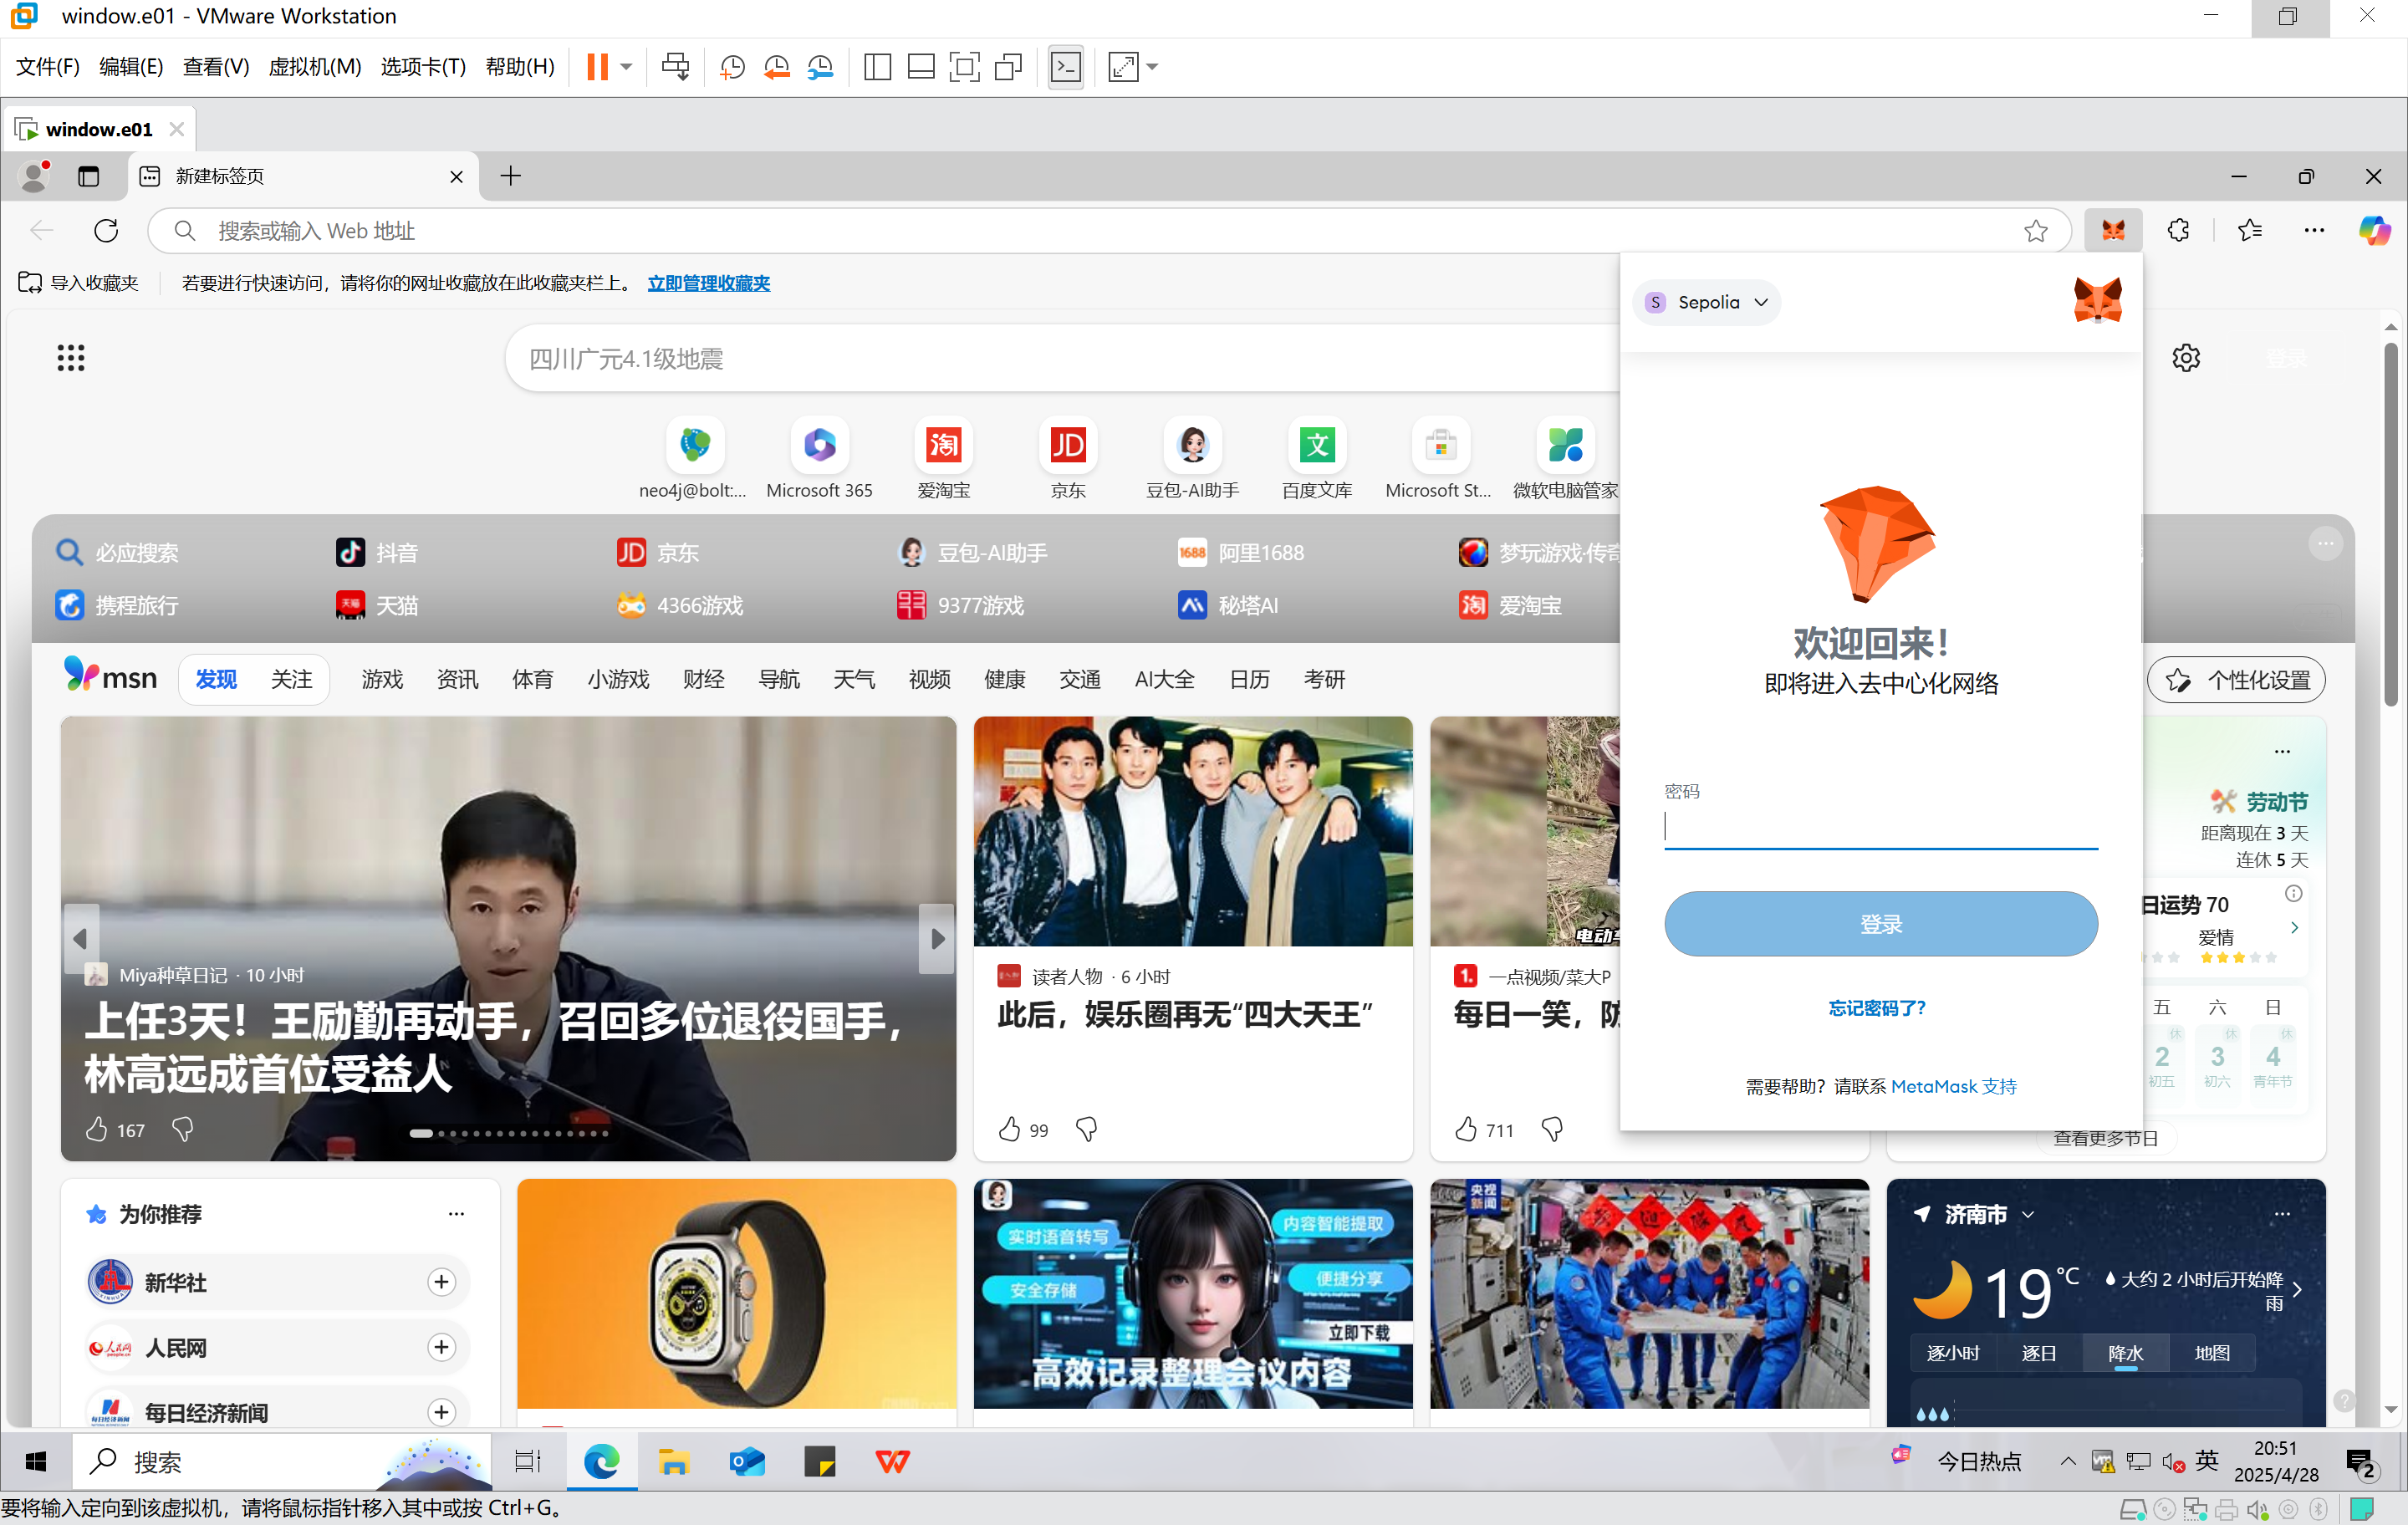 window.e01 - VMware Workstation
文件(F) 编辑(E) 查看(V) 虚拟机(M) 选项卡(T) 帮助(H)
window.e01
新建标签页
搜索或输入 Web 地址
导入收藏夹 若要进行快速访问，请将你的网址收藏放在此收藏夹栏上。 立即管理收藏夹
S Sepolia
四川广元4.1级地震
登录
淘 JD 文
neo4j@bolt:... Microsoft 365 爱淘宝 京东 豆包-AI助手 百度文库 Microsoft St... 微软电脑管家
必应搜索 抖音 JD 京东 豆包-AI助手 1688 阿里1688 梦玩游戏·传奇
携程旅行 天猫 天猫 4366游戏 9377游戏 秘塔AI 淘 爱淘宝
欢迎回来！
即将进入去中心化网络
密码
登录
忘记密码了？
需要帮助？请联系 MetaMask 支持
msn 发现 关注 游戏 资讯 体育 小游戏 财经 导航 天气 视频 健康 交通 AI大全 日历 考研
个性化设置
Miya种草日记 · 10 小时
上任3天！王励勤再动手，召回多位退役国手，
林高远成首位受益人
167
读者人物 · 6 小时
此后，娱乐圈再无“四大天王”
99
电动车
1. 一点视频/菜大P
每日一笑，防
711
劳动节
距离现在 3 天
连休 5 天
日运势 70
爱情
五 六 日
休 休 休
2 3 4
初五 初六 青年节
查看更多节日
为你推荐
新华社
人民网
每日经济新闻
实时语音转写
内容智能提取
安全存储
便捷分享
立即下载
高效记录整理会议内容
央视
新闻
济南市
19 °C
大约 2 小时后开始降
雨
逐小时 逐日 降水 地图
搜索
今日热点
英
20:51
2025/4/28
2
要将输入定向到该虚拟机，请将鼠标指针移入其中或按 Ctrl+G。